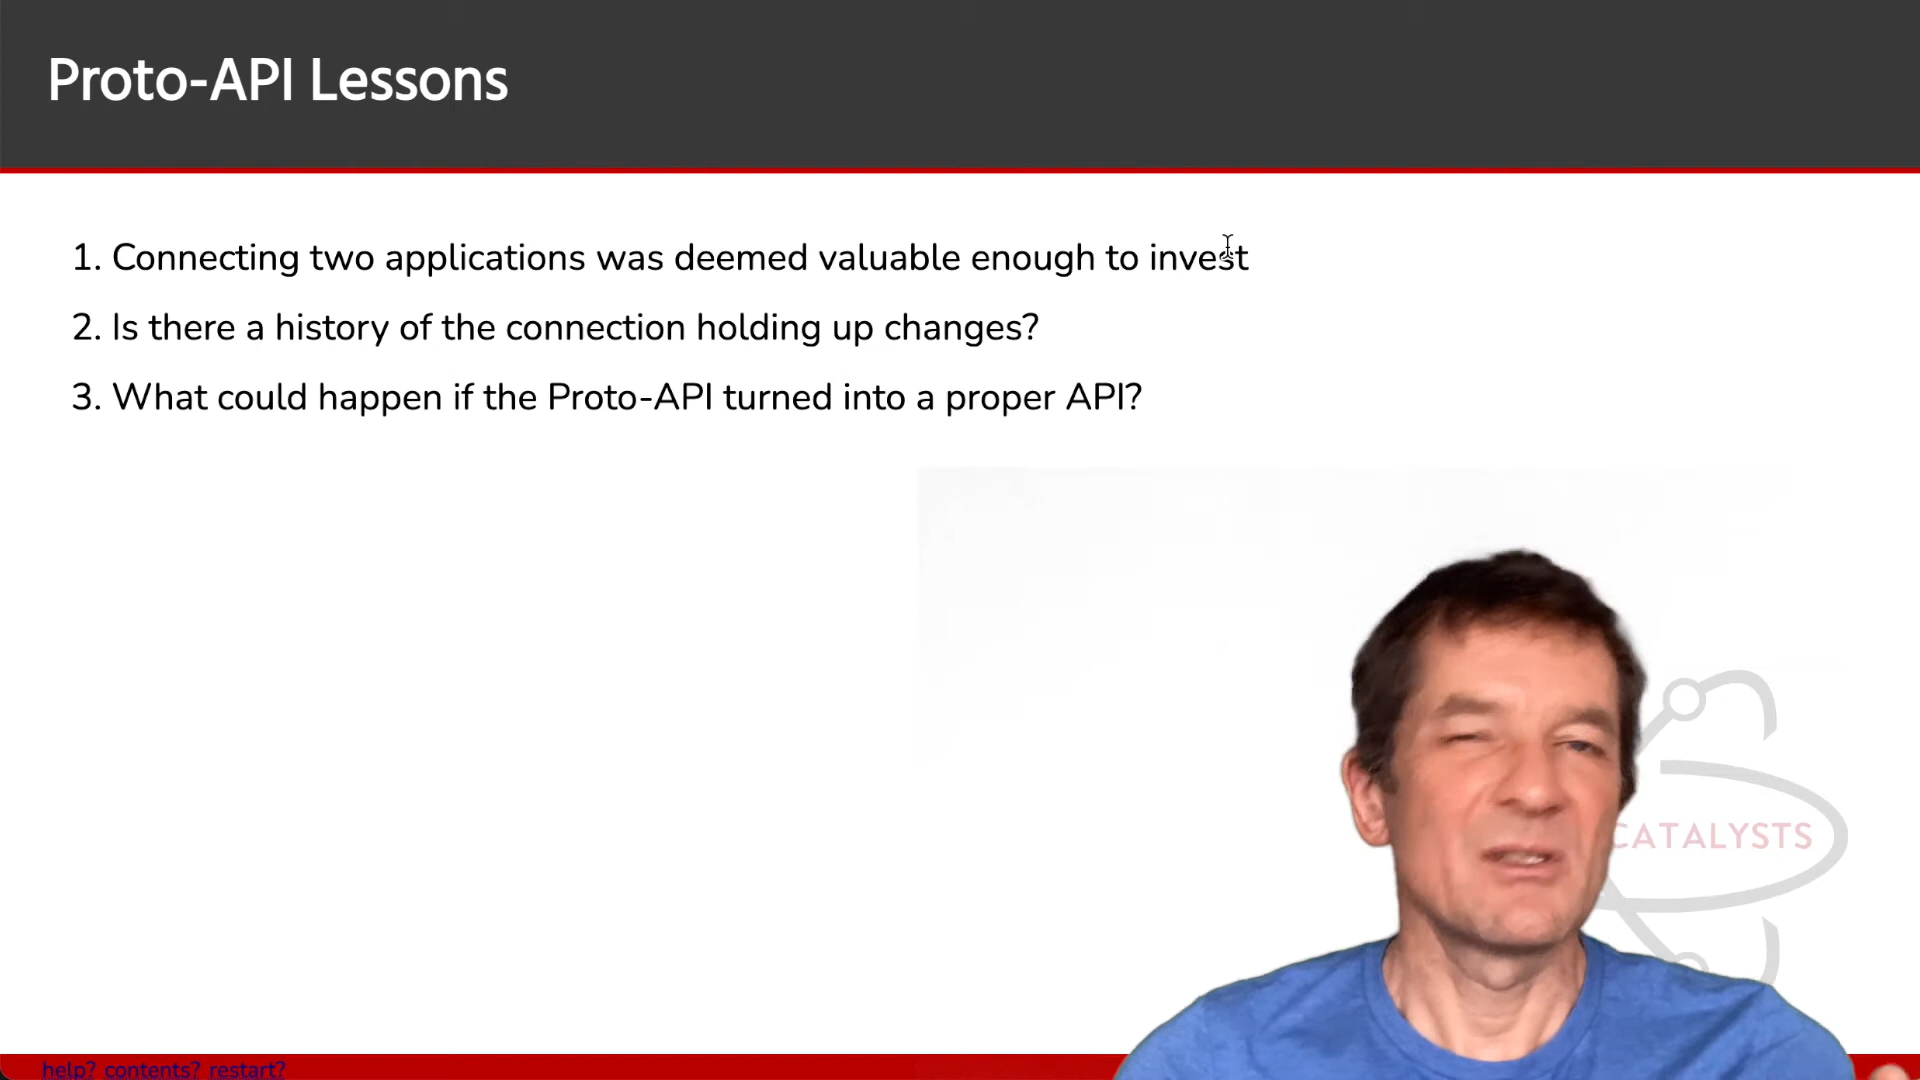 Proto-API Lessons
1. Connecting two applications was deemed valuable enough to invest
2. Is there a history of the connection holding up changes?
3. What could happen if the Proto-API turned into a proper API?
CATALYSTS
help? contents? restart?